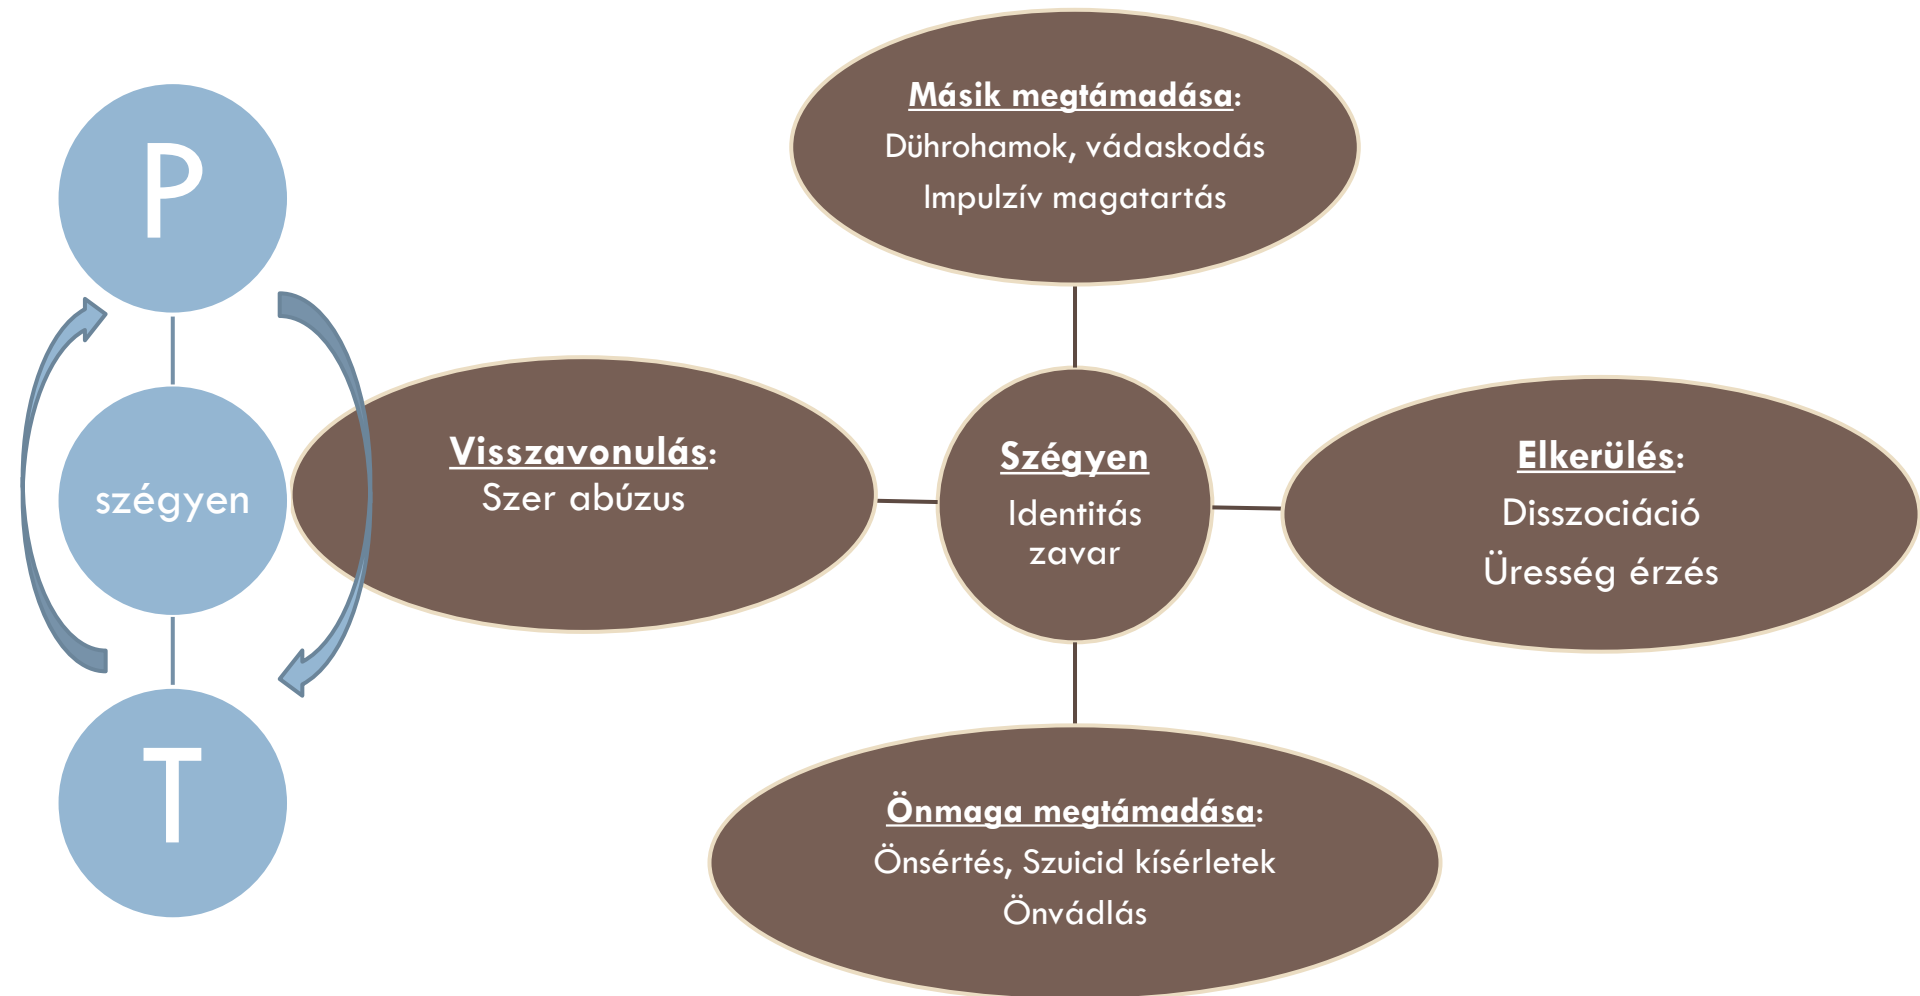 P
szégyen
T
Másik megtámadása:
Dührohamok, vádaskodás
Impulzív magatartás
Visszavonulás:
Szer abúzus
Szégyen
Identitás
zavar
Elkerülés:
Disszociáció
Üresség érzés
Önmaga megtámadása:
Önsértés, Szuicid kísérletek
Önvádlás